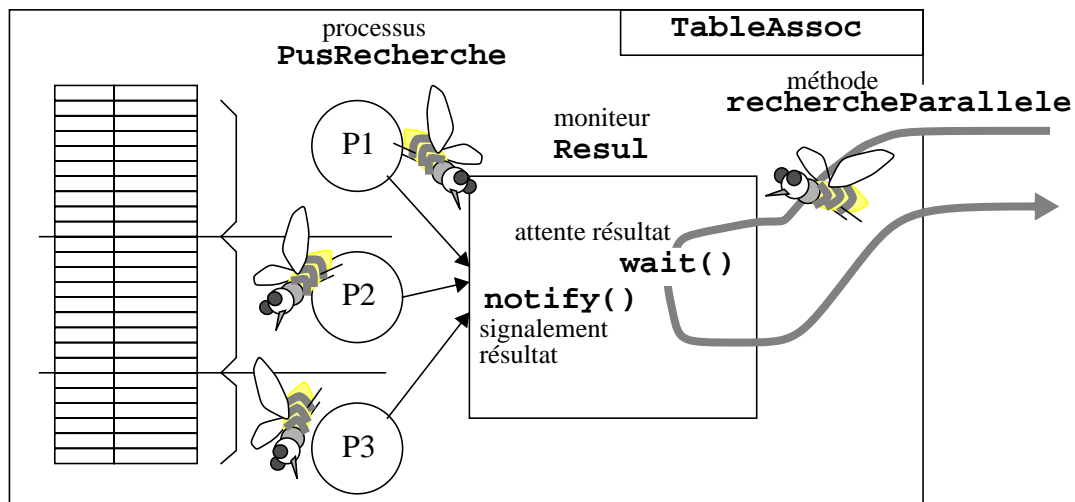 processus
PusRecherche
TableAssoc
méthode
rechercheParallele
moniteur
Resul
P1
attente résultat
wait()
P2
notify()
signalement
résultat
P3